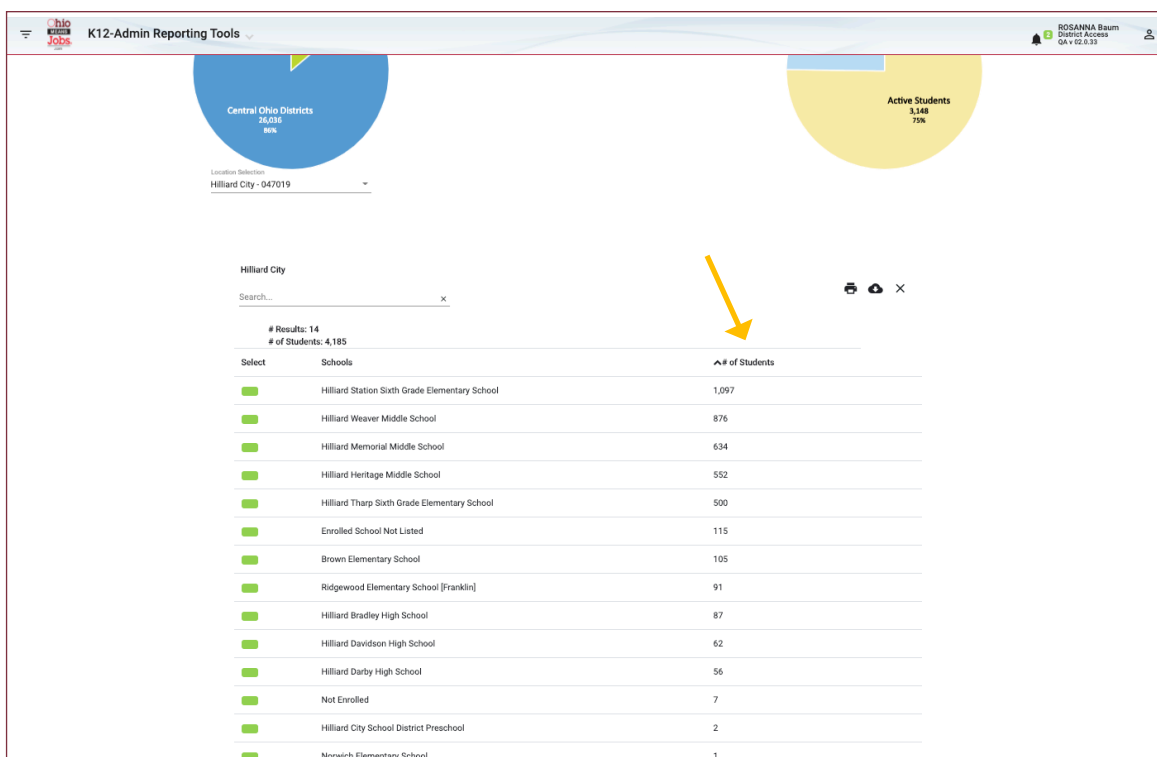 Ohio
MEANS
Jobs
.com
K12-Admin Reporting Tools
2
ROSANNA Baum
District Access
QA v 02.0.33
Central Ohio Districts
26,036
86%
Active Students
3,148
75%
Location Selection
Hilliard City - 047019
Hilliard City
Search...
# Results: 14
# of Students: 4,185
Select Schools # of Students
Hilliard Station Sixth Grade Elementary School 1,097
Hilliard Weaver Middle School 876
Hilliard Memorial Middle School 634
Hilliard Heritage Middle School 552
Hilliard Tharp Sixth Grade Elementary School 500
Enrolled School Not Listed 115
Brown Elementary School 105
Ridgewood Elementary School [Franklin] 91
Hilliard Bradley High School 87
Hilliard Davidson High School 62
Hilliard Darby High School 56
Not Enrolled 7
Hilliard City School District Preschool 2
Norwich Elementary School 1